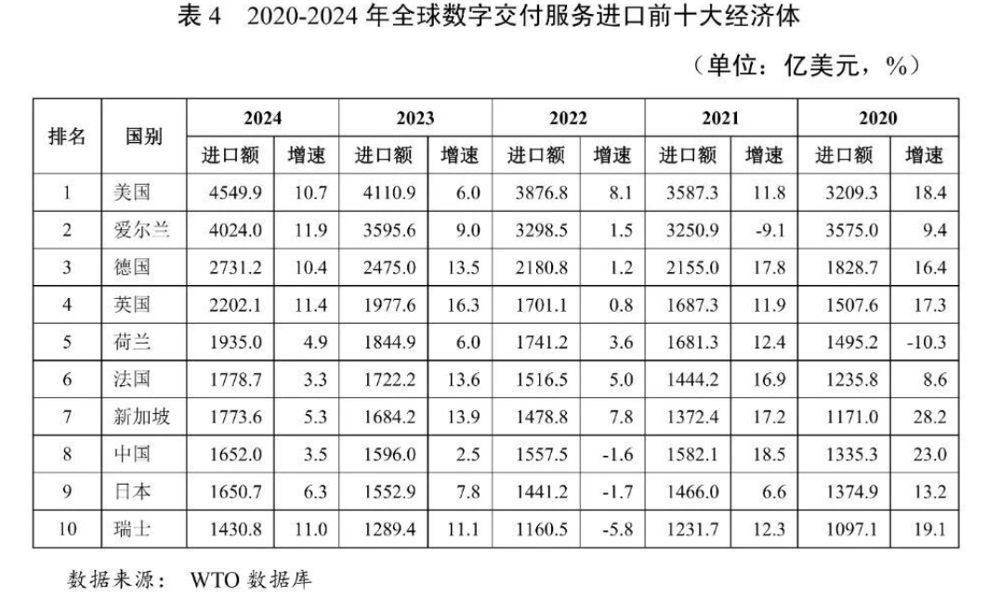 表 4 2020-2024 年全球数字交付服务进口前十大经济体
（单位：亿美元，%）
排名 国别 2024 2023 2022 2021 2020
进口额 增速 进口额 增速 进口额 增速 进口额 增速 进口额 增速
1 美国 4549.9 10.7 4110.9 6.0 3876.8 8.1 3587.3 11.8 3209.3 18.4
2 爱尔兰 4024.0 11.9 3595.6 9.0 3298.5 1.5 3250.9 -9.1 3575.0 9.4
3 德国 2731.2 10.4 2475.0 13.5 2180.8 1.2 2155.0 17.8 1828.7 16.4
4 英国 2202.1 11.4 1977.6 16.3 1701.1 0.8 1687.3 11.9 1507.6 17.3
5 荷兰 1935.0 4.9 1844.9 6.0 1741.2 3.6 1681.3 12.4 1495.2 -10.3
6 法国 1778.7 3.3 1722.2 13.6 1516.5 5.0 1444.2 16.9 1235.8 8.6
7 新加坡 1773.6 5.3 1684.2 13.9 1478.8 7.8 1372.4 17.2 1171.0 28.2
8 中国 1652.0 3.5 1596.0 2.5 1557.5 -1.6 1582.1 18.5 1335.3 23.0
9 日本 1650.7 6.3 1552.9 7.8 1441.2 -1.7 1466.0 6.6 1374.9 13.2
10 瑞士 1430.8 11.0 1289.4 11.1 1160.5 -5.8 1231.7 12.3 1097.1 19.1
数据来源： WTO 数据库